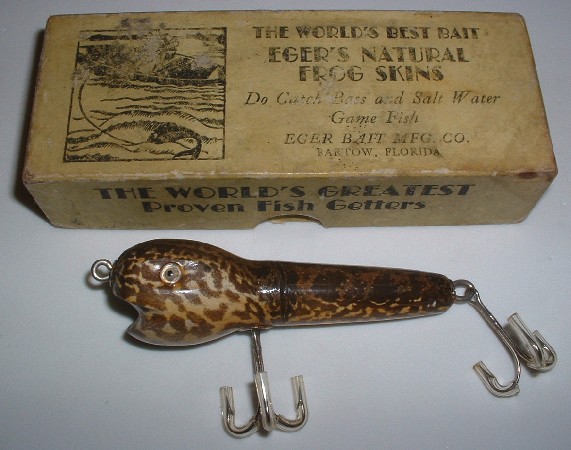 THE WORLD'S BEST BAIT
EGER'S NATURAL
FROG SKINS
Do Catch Bass and Salt Water
Game Fish
EGER BAIT MFG. CO.
BARTOW, FLORIDA
THE WORLD'S GREATEST
Proven Fish Getters